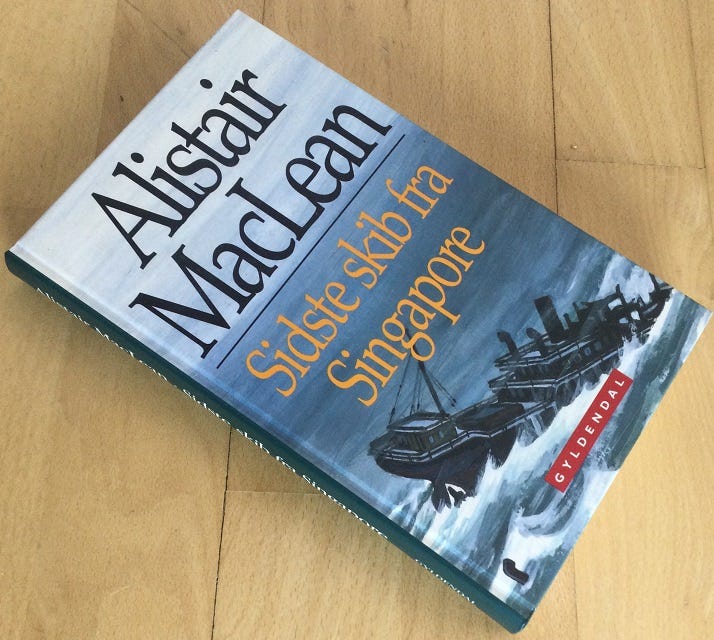 Alistair
MacLean
Sidste skib fra
Singapore
GYLDENDAL